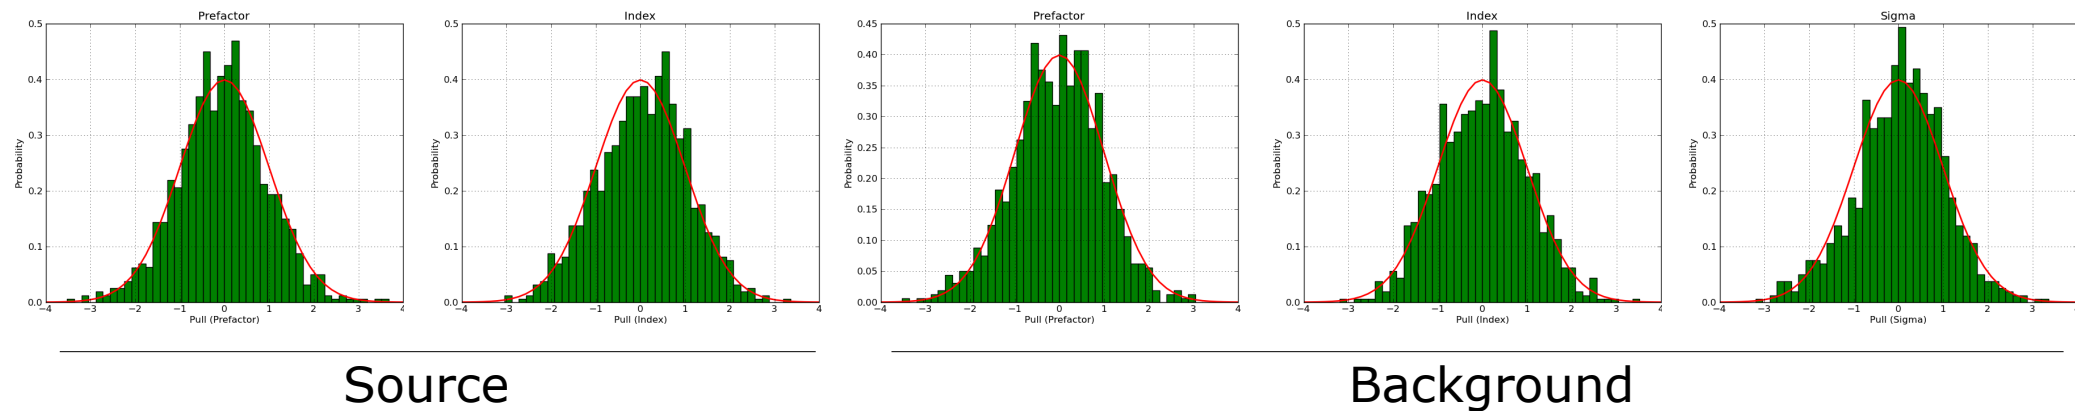 Prefactor
0.5
0.4
0.3
0.2
0.1
0.0
Probability
−4 −3 −2 −1 0 1 2 3 4
Pull (Prefactor)
Index
0.5
0.4
0.3
0.2
0.1
0.0
Probability
−4 −3 −2 −1 0 1 2 3 4
Pull (Index)
Prefactor
0.45
0.40
0.35
0.30
0.25
0.20
0.15
0.10
0.05
0.00
Probability
−4 −3 −2 −1 0 1 2 3 4
Pull (Prefactor)
Index
0.5
0.4
0.3
0.2
0.1
0.0
Probability
−4 −3 −2 −1 0 1 2 3 4
Pull (Index)
Sigma
0.5
0.4
0.3
0.2
0.1
0.0
Probability
−4 −3 −2 −1 0 1 2 3
Pull (Sigma)
Source
Background